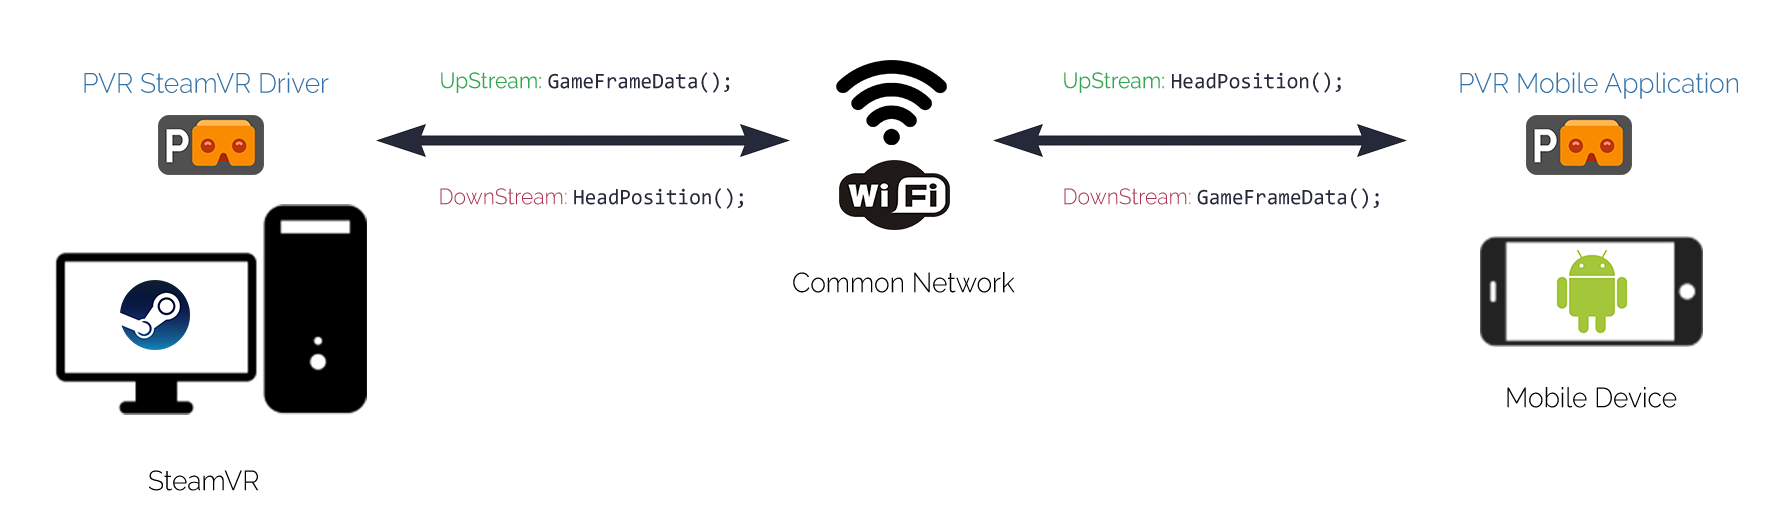 PVR SteamVR Driver
UpStream: GameFrameData();
UpStream: HeadPosition();
PVR Mobile Application
P
P
DownStream: HeadPosition();
Wi Fi
DownStream: GameFrameData();
Common Network
Mobile Device
SteamVR